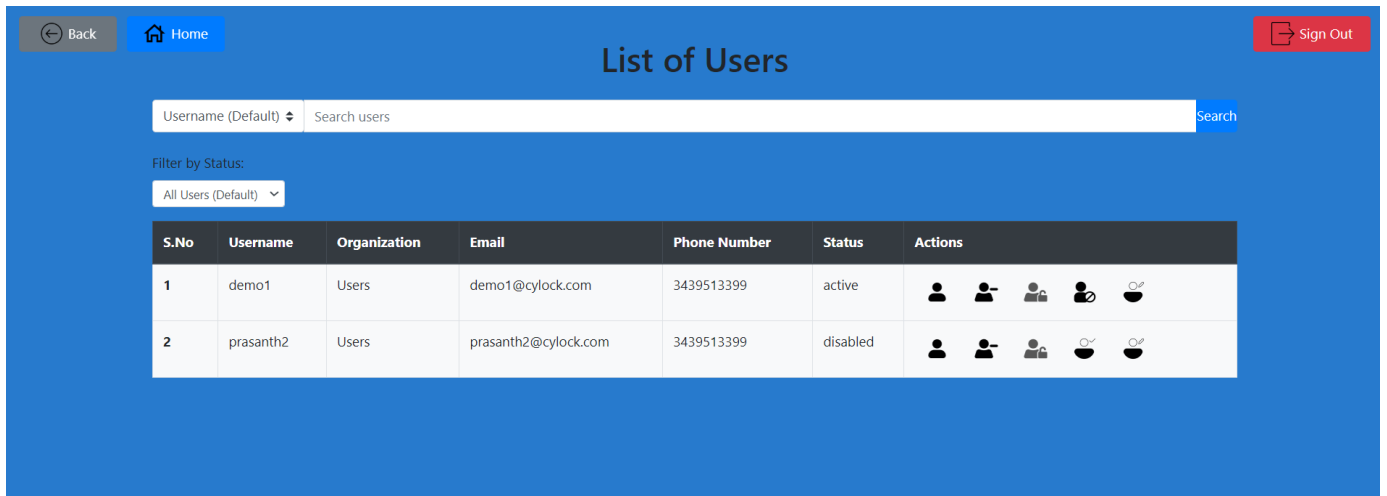 Back
Home
Sign Out
List of Users
Username (Default) Search users Search
Filter by Status:
All Users (Default)
S.No Username Organization Email Phone Number Status Actions
1 demo1 Users demo1@cylock.com 3439513399 active
2 prasanth2 Users prasanth2@cylock.com 3439513399 disabled